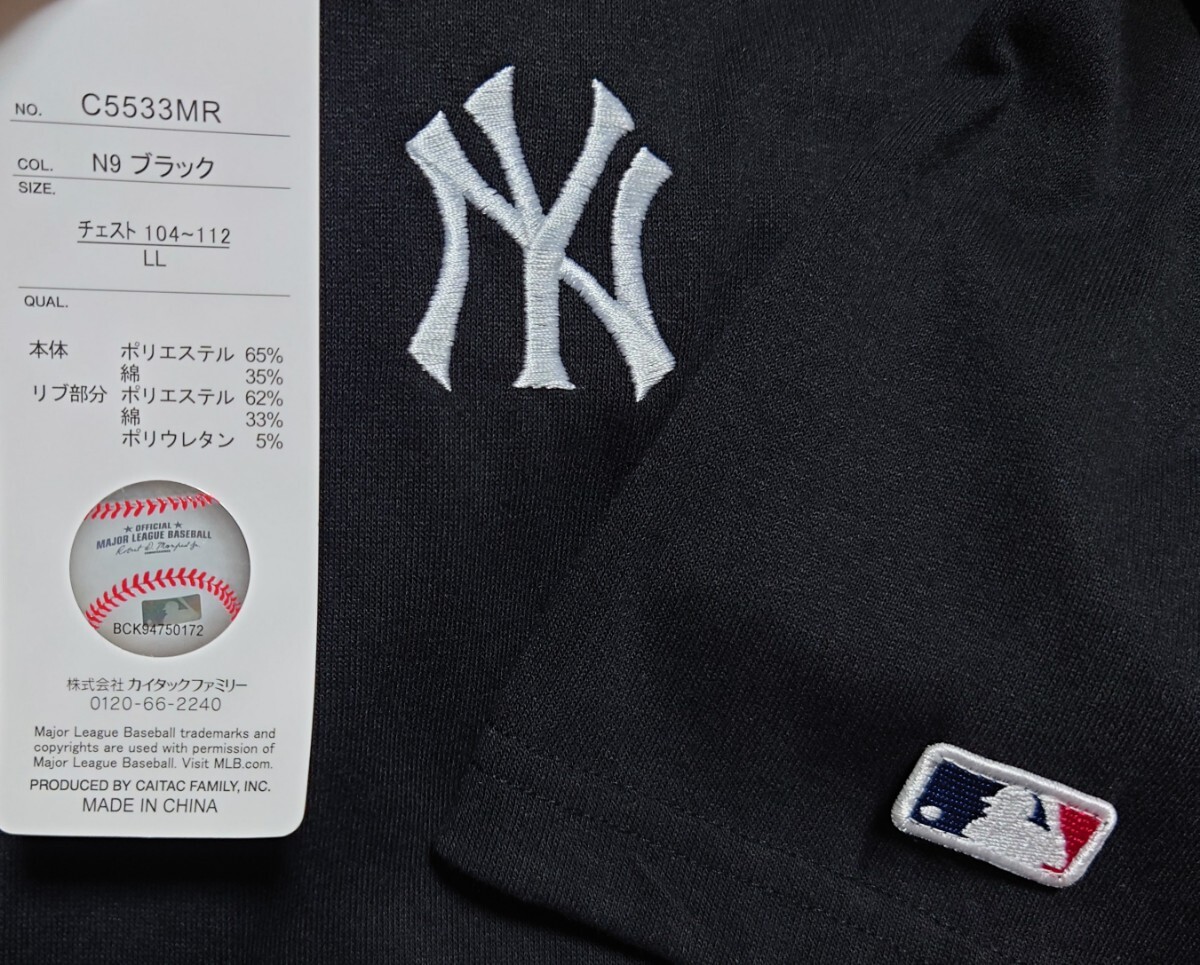 NO. C5533MR
COL. N9 ブラック
SIZE.
チェスト 104~112
LL
QUAL.
本体 ポリエステル 65%
綿 35%
リブ部分 ポリエステル 62%
綿 33%
ポリウレタン 5%
★ OFFICIAL ★
MAJOR LEAGUE BASEBALL
BCK94750172
株式会社 カイタックファミリー
0120-66-2240
Major League Baseball trademarks and
copyrights are used with permission of
Major League Baseball. Visit MLB.com.
PRODUCED BY CAITAC FAMILY, INC.
MADE IN CHINA
NY